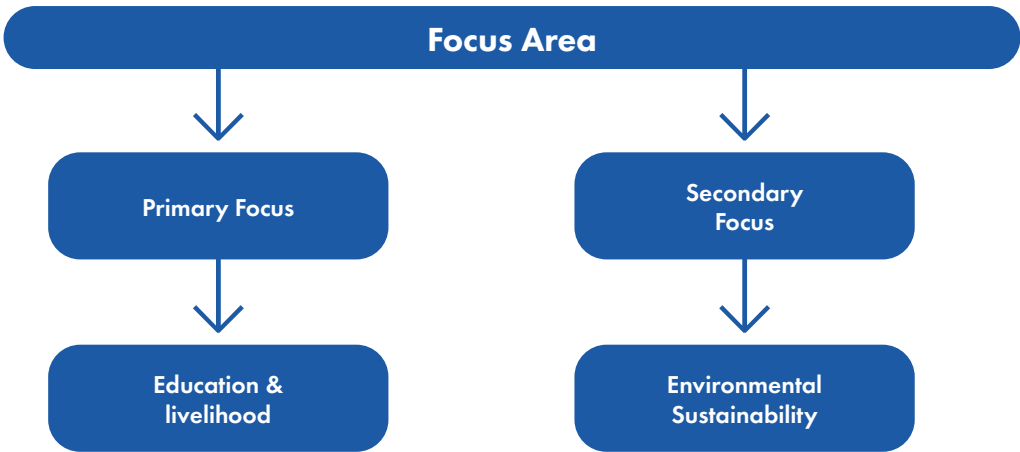 Focus Area
Primary Focus
Secondary
Focus
Education &
livelihood
Environmental
Sustainability